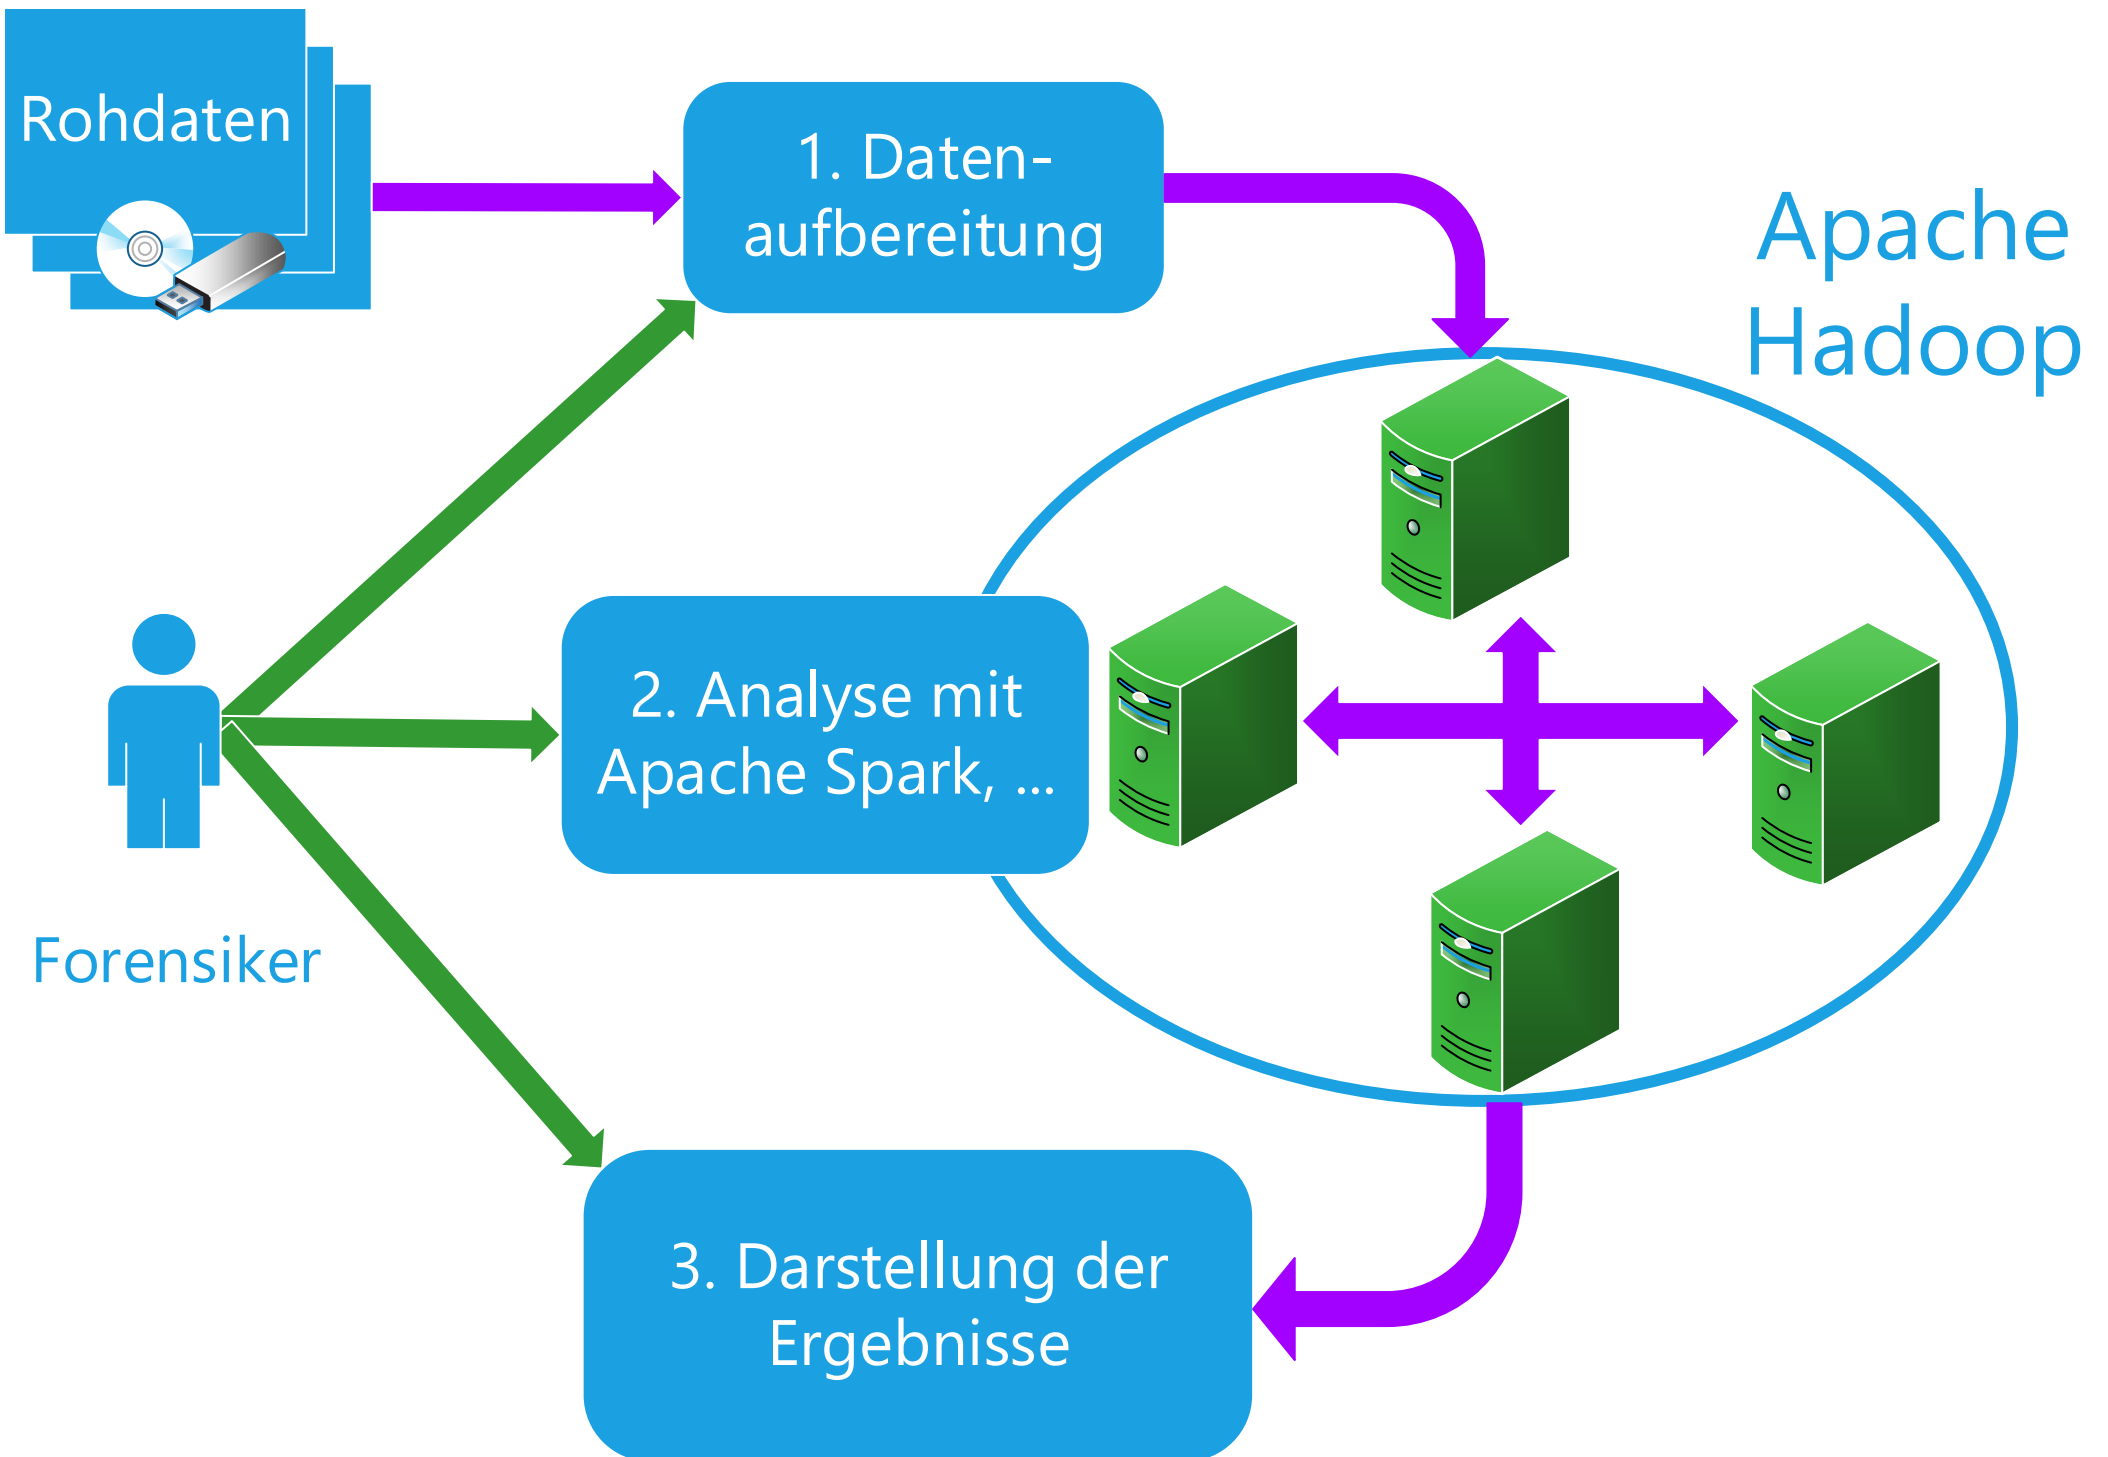 Rohdaten
1. Daten-
aufbereitung
Apache
Hadoop
2. Analyse mit
Apache Spark, ...
Forensiker
3. Darstellung der
Ergebnisse